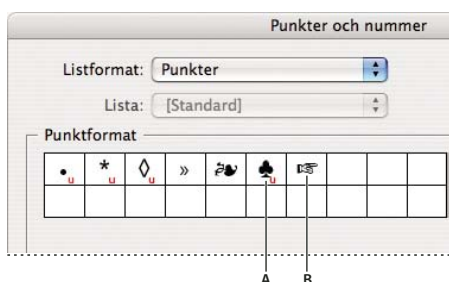 Punkter och nummer
Listformat: Punkter
Lista: [Standard]
Punktformat
•u *u ◊u » ❧ ♣u ☞
A B